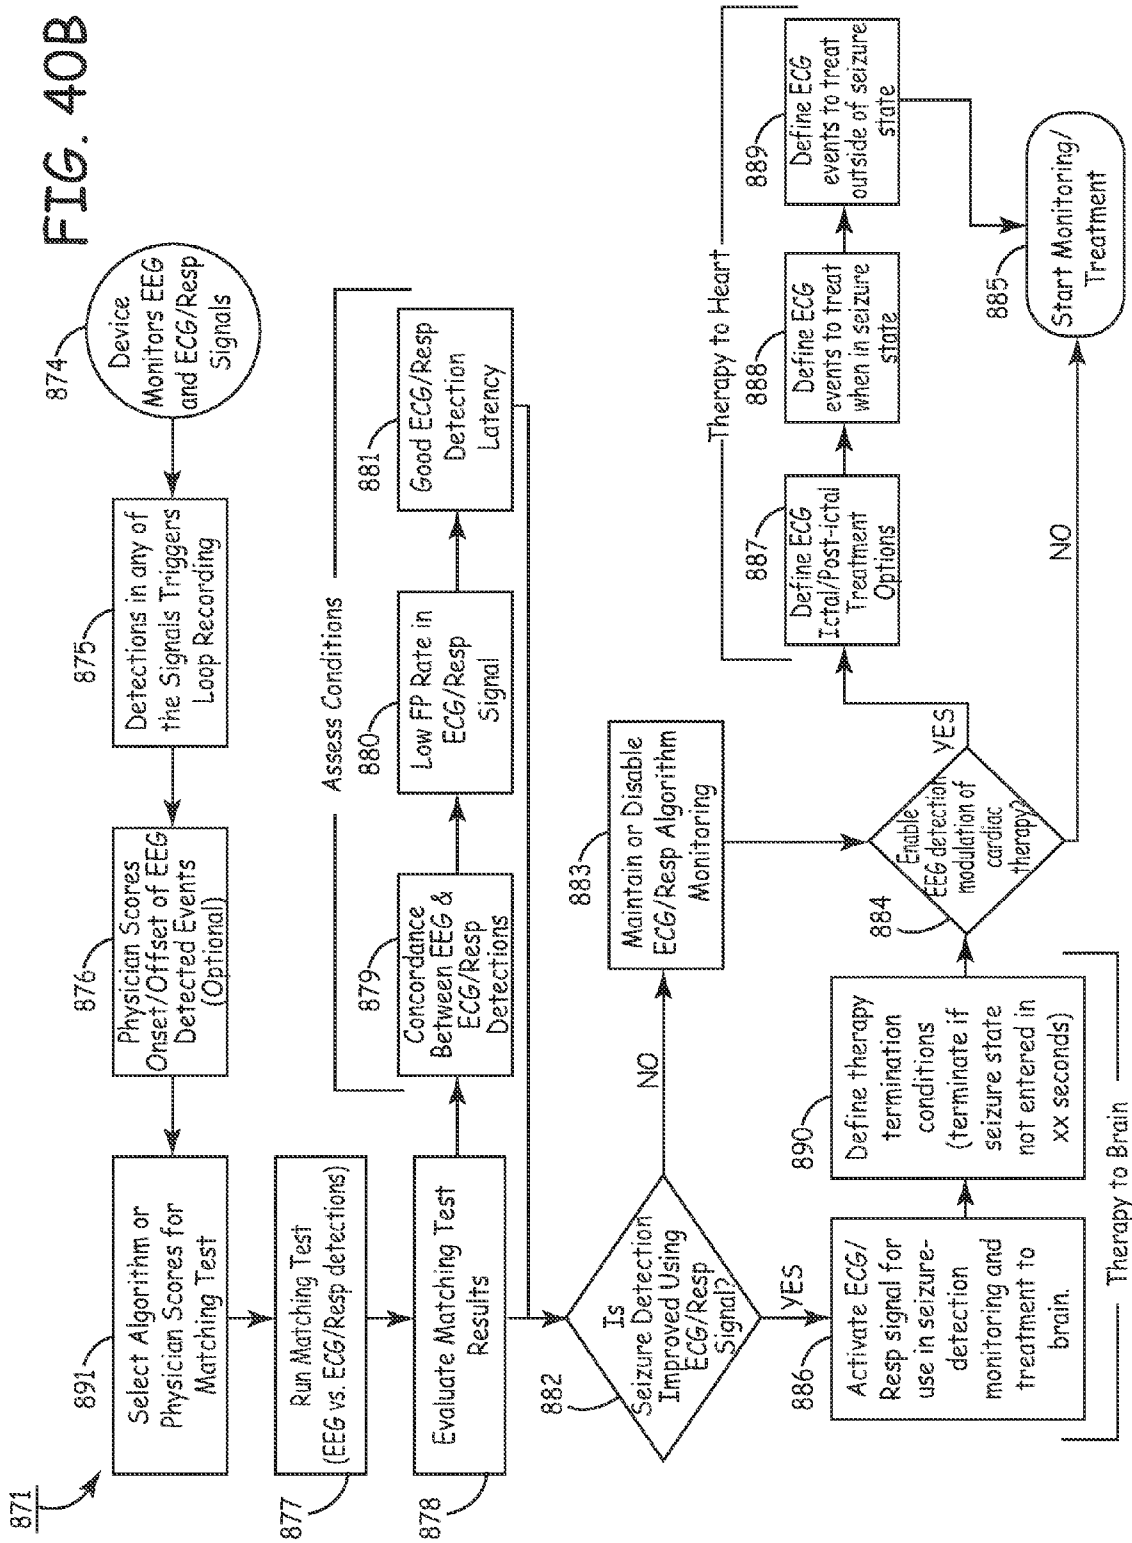 FIG. 40B
871
874
Device
Monitors EEG
and ECG/Resp
Signals
875
Detections in any of
the Signals Triggers
Loop Recording
876
Physician Scores
Onset/Offset of EEG
Detected Events
(Optional)
891
Select Algorithm or
Physician Scores for
Matching Test
877
Run Matching Test
(EEG vs. ECG/Resp detections)
878
Evaluate Matching Test
Results
Assess Conditions
879
Concordance
Between EEG &
ECG/Resp
Detections
880
Low FP Rate in
ECG/Resp
Signal
881
Good ECG/Resp
Detection
Latency
882
Is
Seizure Detection
Improved Using
ECG/Resp
Signal?
NO
YES
883
Maintain or Disable
ECG/Resp Algorithm
Monitoring
886
Activate ECG/
Resp signal for
use in seizure-
detection
monitoring and
treatment to
brain.
890
Define therapy
termination
conditions
(terminate if
seizure state
not entered in
xx seconds)
Therapy to Brain
884
Enable
EEG detection
modulation of
cardiac
therapy?
YES
NO
Therapy to Heart
887
Define ECG
Ictal/Post-ictal
Treatment
Options
888
Define ECG
events to treat
when in seizure
state
889
Define ECG
events to treat
outside of seizure
state
885
Start Monitoring/
Treatment